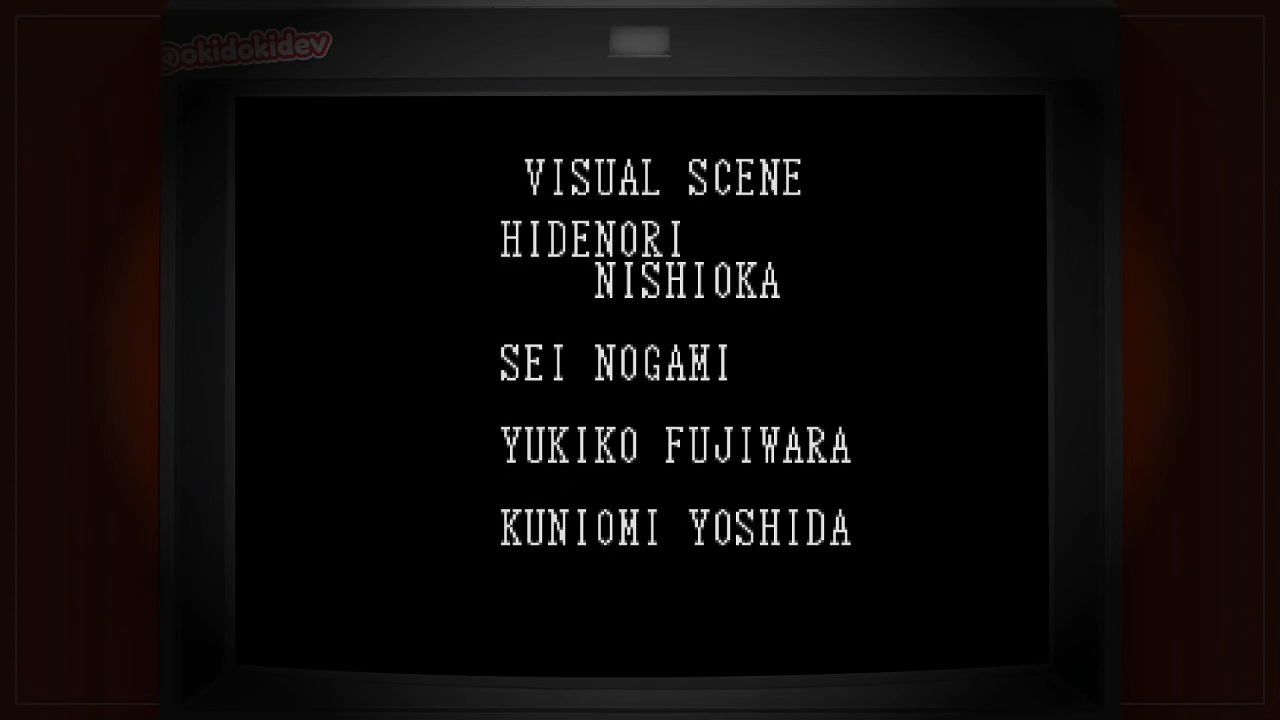 @okidokidev
VISUAL SCENE
HIDENORI
NISHIOKA
SEI NOGAMI
YUKIKO FUJIWARA
KUNIOMI YOSHIDA